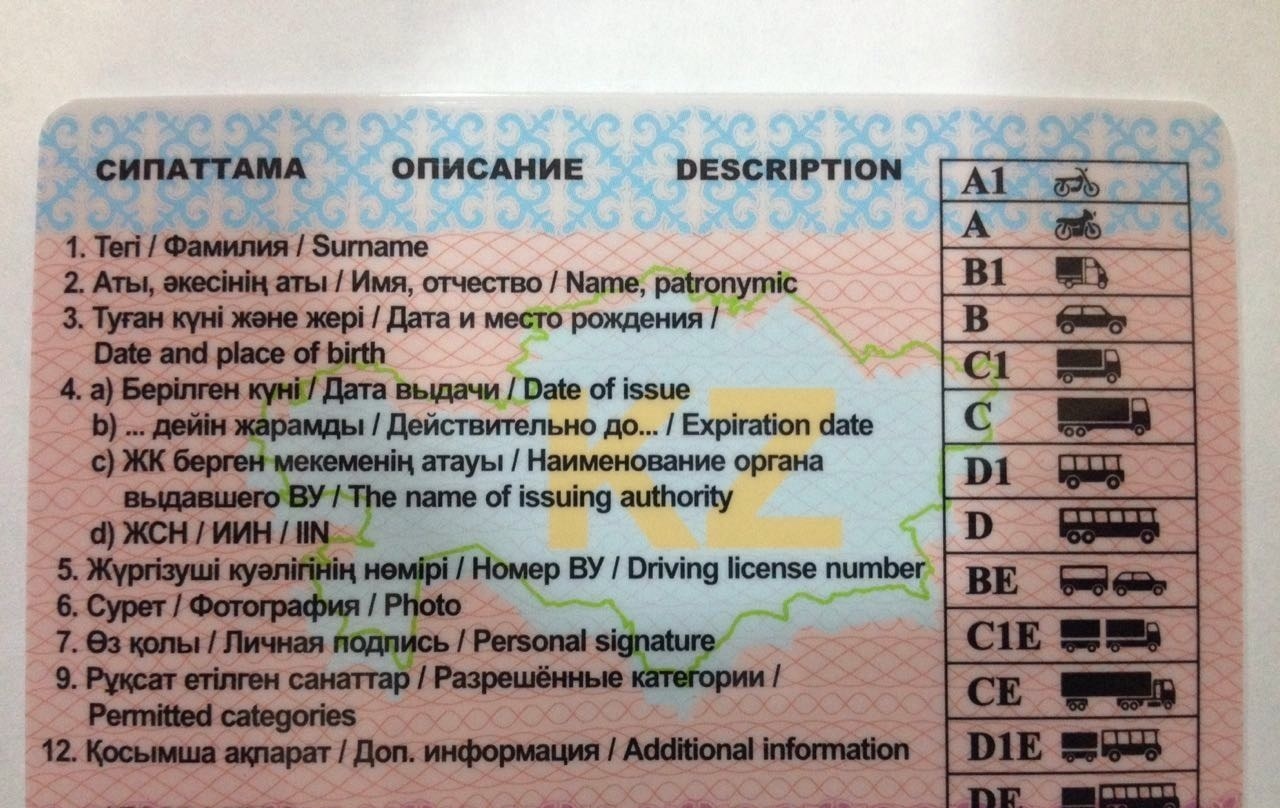 СИПАТТАМА ОПИСАНИЕ DESCRIPTION
1. Тегі / Фамилия / Surname
2. Аты, әкесінің аты / Имя, отчество / Name, patronymic
3. Туған күні және жері / Дата и место рождения /
Date and place of birth
4. a) Берілген күні / Дата выдачи / Date of issue
b) ... дейін жарамды / Действительно до... / Expiration date
c) ЖК берген мекеменің атауы / Наименование органа
выдавшего ВУ / The name of issuing authority
d) ЖСН / ИИН / IIN
5. Жүргізуші куәлігінің нөмірі / Номер ВУ / Driving license number
6. Сурет / Фотография / Photo
7. Өз қолы / Личная подпись / Personal signature
9. Рұқсат етілген санаттар / Разрешённые категории /
Permitted categories
12. Қосымша ақпарат / Доп. информация / Additional information
KZ
A1
A
B1
B
C1
C
D1
D
BE
C1E
CE
D1E
DE